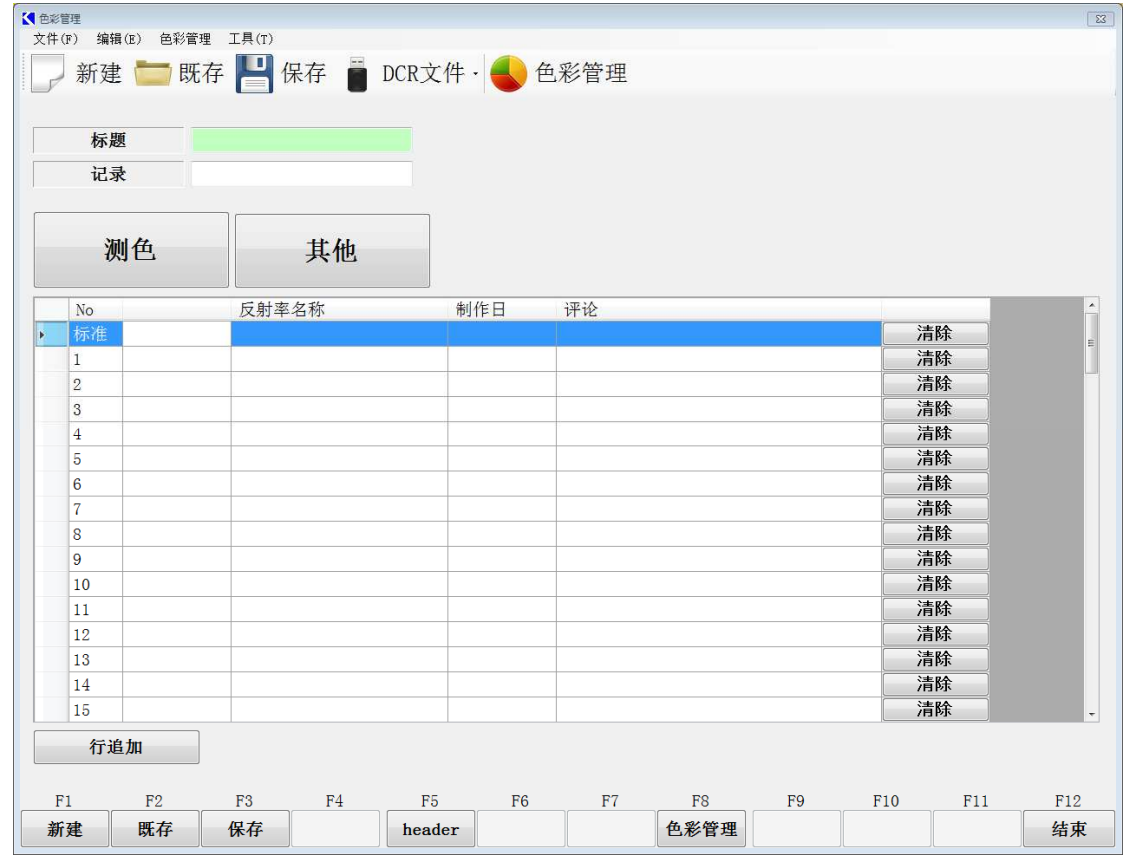 色彩管理
文件(F) 编辑(E) 色彩管理 工具(T)
新建 既存 保存 DCR文件 色彩管理
标题
记录
测色 其他
No 反射率名称 制作日 评论
标准 清除
1 清除
2 清除
3 清除
4 清除
5 清除
6 清除
7 清除
8 清除
9 清除
10 清除
11 清除
12 清除
13 清除
14 清除
15 清除
行追加
F1 F2 F3 F4 F5 F6 F7 F8 F9 F10 F11 F12
新建 既存 保存 header 色彩管理 结束